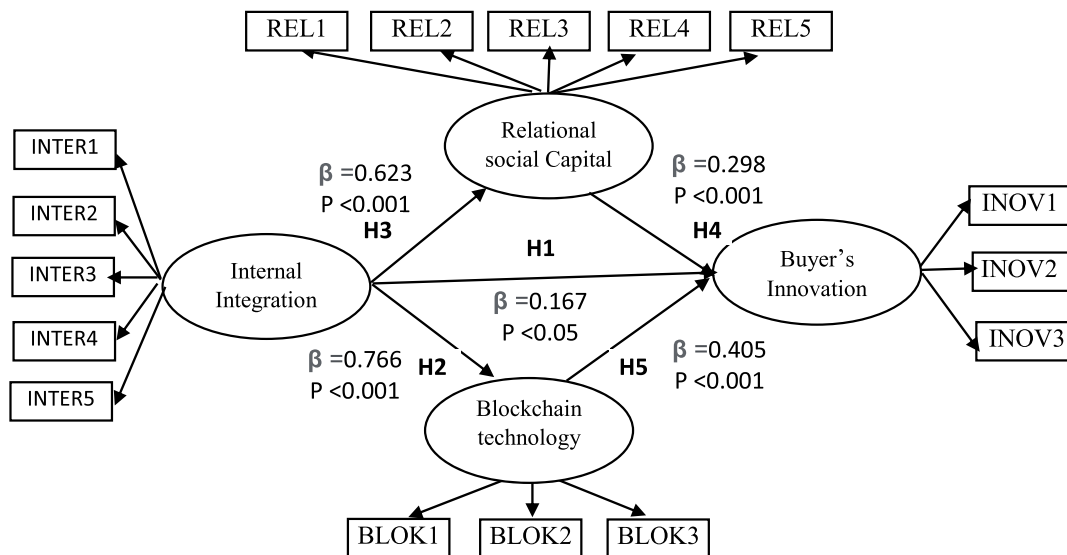 REL1 REL2 REL3 REL4 REL5
Relational
social Capital
INTER1
INTER2
INTER3
INTER4
INTER5
β =0.623
P <0.001
H3
β =0.298
P <0.001
H4
H1
Internal
Integration
Buyer's
Innovation
INOV1
INOV2
INOV3
β =0.167
P <0.05
β =0.766
P <0.001
H2
H5
β =0.405
P <0.001
Blockchain
technology
BLOK1 BLOK2 BLOK3